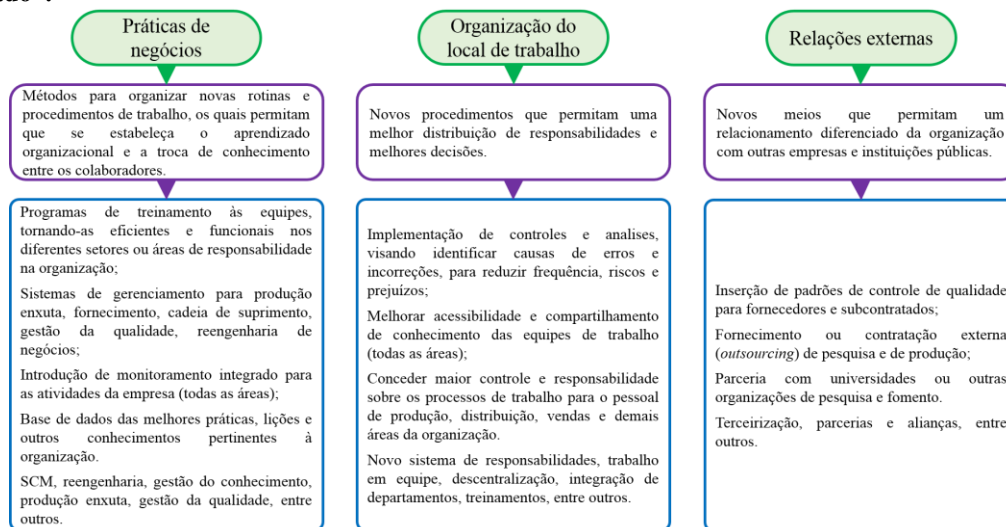 Práticas de
negócios
Métodos para organizar novas rotinas e
procedimentos de trabalho, os quais permitam
que se estabeleça o aprendizado
organizacional e a troca de conhecimento
entre os colaboradores.
Programas de treinamento às equipes,
tornando-as eficientes e funcionais nos
diferentes setores ou áreas de responsabilidade
na organização;
Sistemas de gerenciamento para produção
enxuta, fornecimento, cadeia de suprimento,
gestão da qualidade, reengenharia de
negócios;
Introdução de monitoramento integrado para
as atividades da empresa (todas as áreas);
Base de dados das melhores práticas, lições e
outros conhecimentos pertinentes à
organização.
SCM, reengenharia, gestão do conhecimento,
produção enxuta, gestão da qualidade, entre
outros.
Organização do
local de trabalho
Novos procedimentos que permitam uma
melhor distribuição de responsabilidades e
melhores decisões.
Implementação de controles e analises,
visando identificar causas de erros e
incorreções, para reduzir frequência, riscos e
prejuízos;
Melhorar acessibilidade e compartilhamento
de conhecimento das equipes de trabalho
(todas as áreas);
Conceder maior controle e responsabilidade
sobre os processos de trabalho para o pessoal
de produção, distribuição, vendas e demais
áreas da organização.
Novo sistema de responsabilidades, trabalho
em equipe, descentralização, integração de
departamentos, treinamentos, entre outros.
Relações externas
Novos meios que permitam um
relacionamento diferenciado da organização
com outras empresas e instituições públicas.
Inserção de padrões de controle de qualidade
para fornecedores e subcontratados;
Fornecimento ou contratação externa
(outsourcing) de pesquisa e de produção;
Parceria com universidades ou outras
organizações de pesquisa e fomento.
Terceirização, parcerias e alianças, entre
outros.